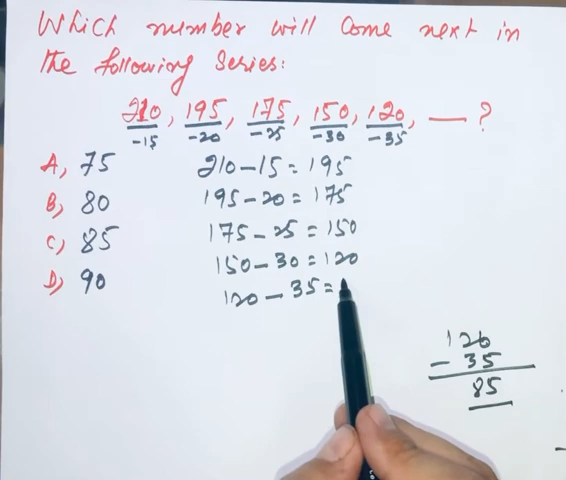 Which number will Come next in
the following Series:
210, 195, 175, 150, 120, — ?
-15 -20 -25 -30 -35
A) 75 210-15=195
B) 80 195-20=175
C) 85 175-25=150
D) 90 150-30=120
120-35=
120
-35
85